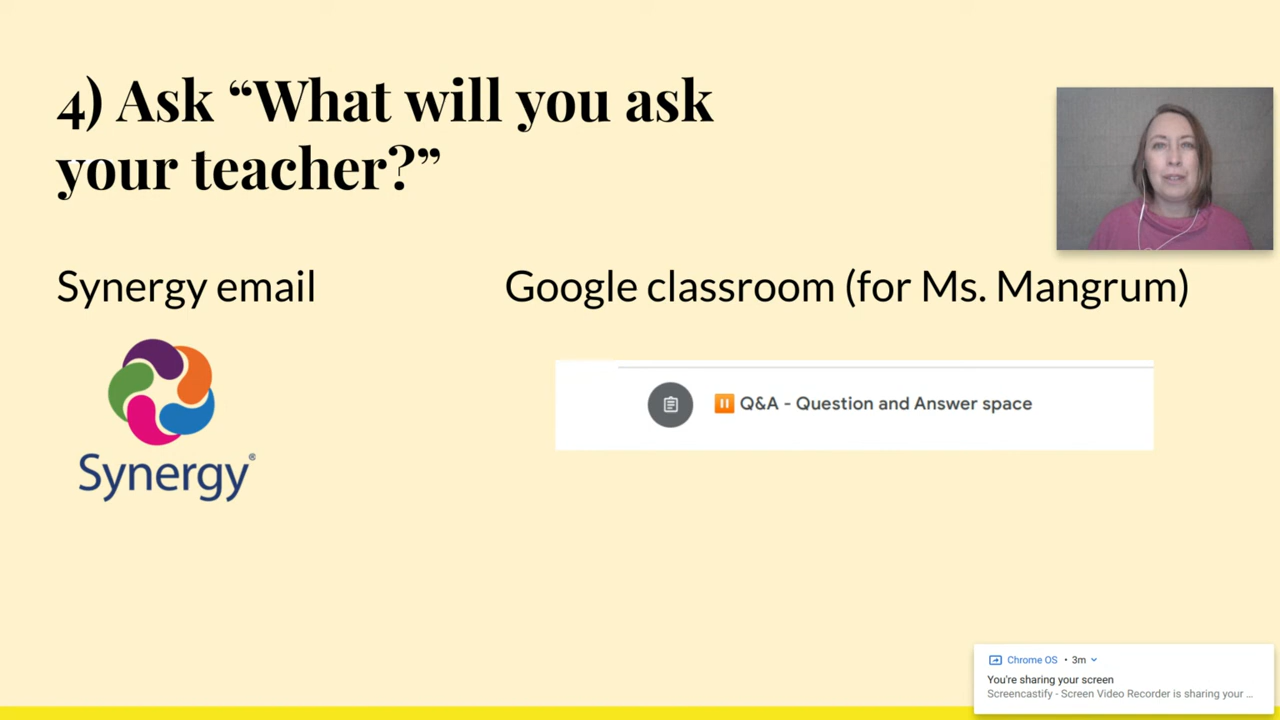 4) Ask “What will you ask
your teacher?”
Synergy email
Google classroom (for Ms. Mangrum)
Synergy®
Q&A - Question and Answer space
Chrome OS • 3m
You're sharing your screen
Screencastify - Screen Video Recorder is sharing your ...